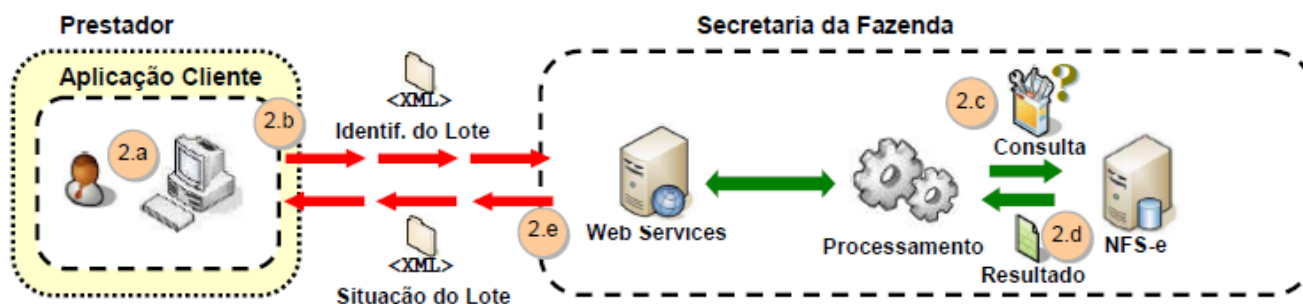 Prestador
Secretaria da Fazenda
Aplicação Cliente
2.a
2.b
<XML>
Identif. do Lote
2.c
?
Consulta
2.e
Web Services
Processamento
2.d
NFS-e
Resultado
<XML>
Situação do Lote